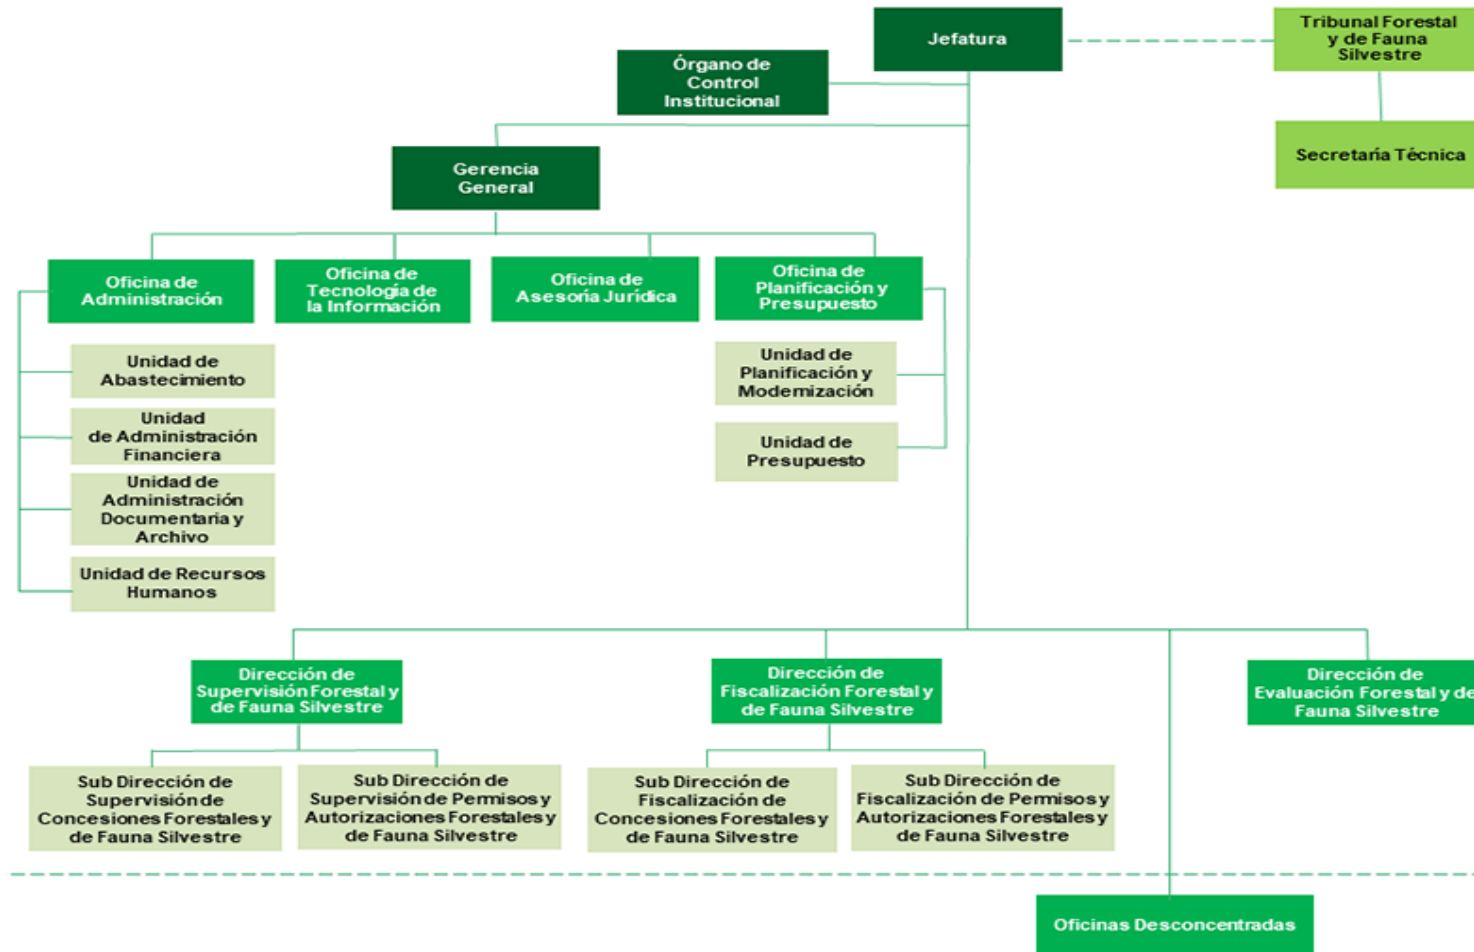 Jefatura
Tribunal Forestal
y de Fauna
Silvestre
Órgano de
Control
Institucional
Secretaría Técnica
Gerencia
General
Oficina de
Administración
Oficina de
Tecnología de
la Información
Oficina de
Asesoría Jurídica
Oficina de
Planificación y
Presupuesto
Unidad de
Abastecimiento
Unidad
de Administración
Financiera
Unidad de
Administración
Documentaria y
Archivo
Unidad de Recursos
Humanos
Unidad de
Planificación y
Modernización
Unidad de
Presupuesto
Dirección de
Supervisión Forestal y
de Fauna Silvestre
Dirección de
Fiscalización Forestal y
de Fauna Silvestre
Dirección de
Evaluación Forestal y de
Fauna Silvestre
Sub Dirección de
Supervisión de
Concesiones Forestales y
de Fauna Silvestre
Sub Dirección de
Supervisión de Permisos y
Autorizaciones Forestales y
de Fauna Silvestre
Sub Dirección de
Fiscalización de
Concesiones Forestales y
de Fauna Silvestre
Sub Dirección de
Fiscalización de Permisos y
Autorizaciones Forestales y
de Fauna Silvestre
Oficinas Desconcentradas